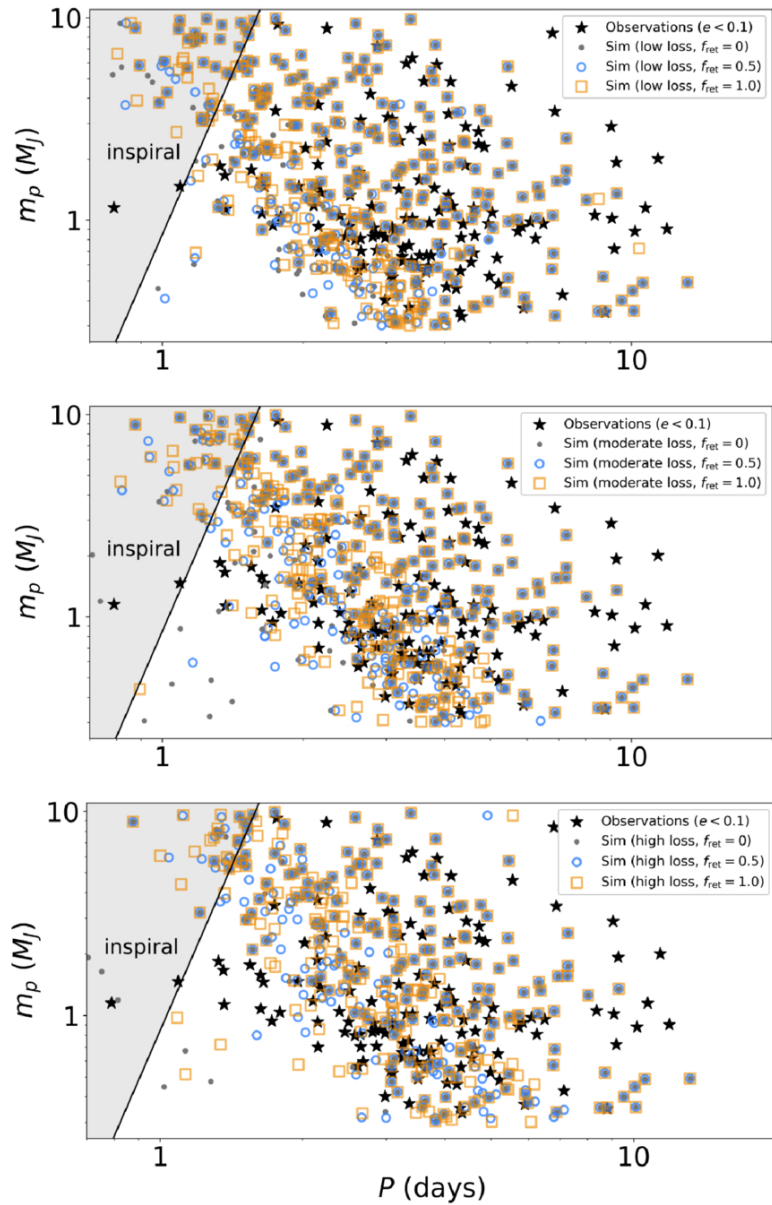 10
m_p (M_J)
1
inspiral
Observations (e < 0.1)
Sim (low loss, f_ret = 0)
Sim (low loss, f_ret = 0.5)
Sim (low loss, f_ret = 1.0)
1
10
10
m_p (M_J)
1
inspiral
Observations (e < 0.1)
Sim (moderate loss, f_ret = 0)
Sim (moderate loss, f_ret = 0.5)
Sim (moderate loss, f_ret = 1.0)
1
10
10
m_p (M_J)
1
inspiral
Observations (e < 0.1)
Sim (high loss, f_ret = 0)
Sim (high loss, f_ret = 0.5)
Sim (high loss, f_ret = 1.0)
1
10
P (days)